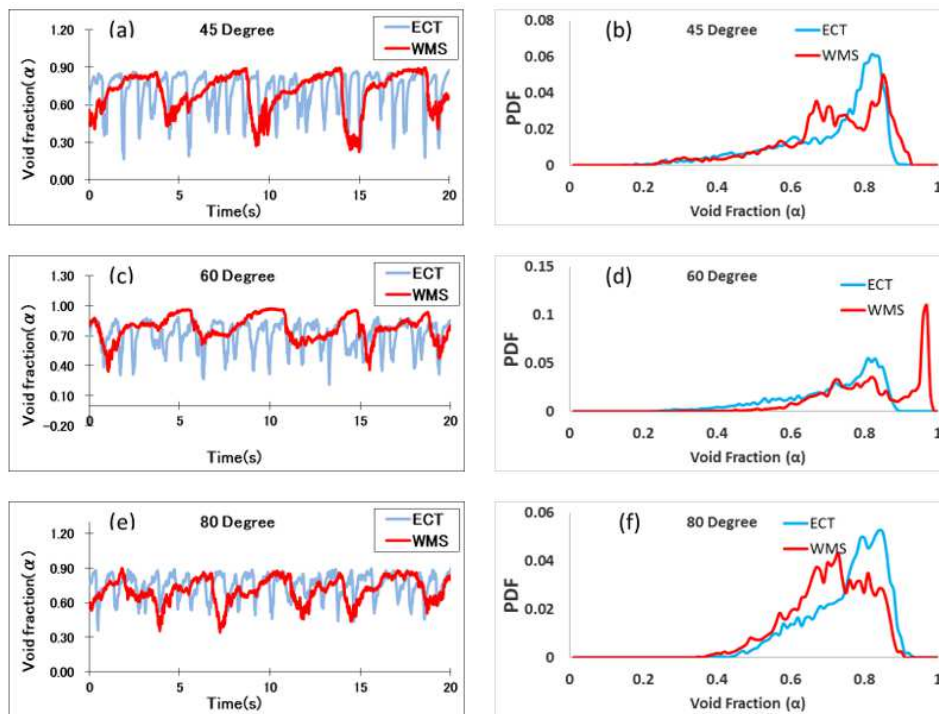 (a) 45 Degree
ECT
WMS
Void fraction(α)
1.20
0.90
0.60
0.30
0.00
0 5 10 15 20
Time(s)
(b) 45 Degree
ECT
WMS
PDF
0.08
0.06
0.04
0.02
0
0 0.2 0.4 0.6 0.8 1
Void Fraction (α)
(c) 60 Degree
ECT
WMS
Void fraction(α)
1.30
1.00
0.70
0.40
0.10
-0.20
0 5 10 15 20
Time(s)
(d) 60 Degree
ECT
WMS
PDF
0.15
0.1
0.05
0
0 0.2 0.4 0.6 0.8 1
Void Fraction (α)
(e) 80 Degree
ECT
WMS
Void fraction(α)
1.20
0.90
0.60
0.30
0.00
0 5 10 15 20
Time(s)
(f) 80 Degree
ECT
WMS
PDF
0.06
0.04
0.02
0
0 0.2 0.4 0.6 0.8 1
Void Fraction (α)